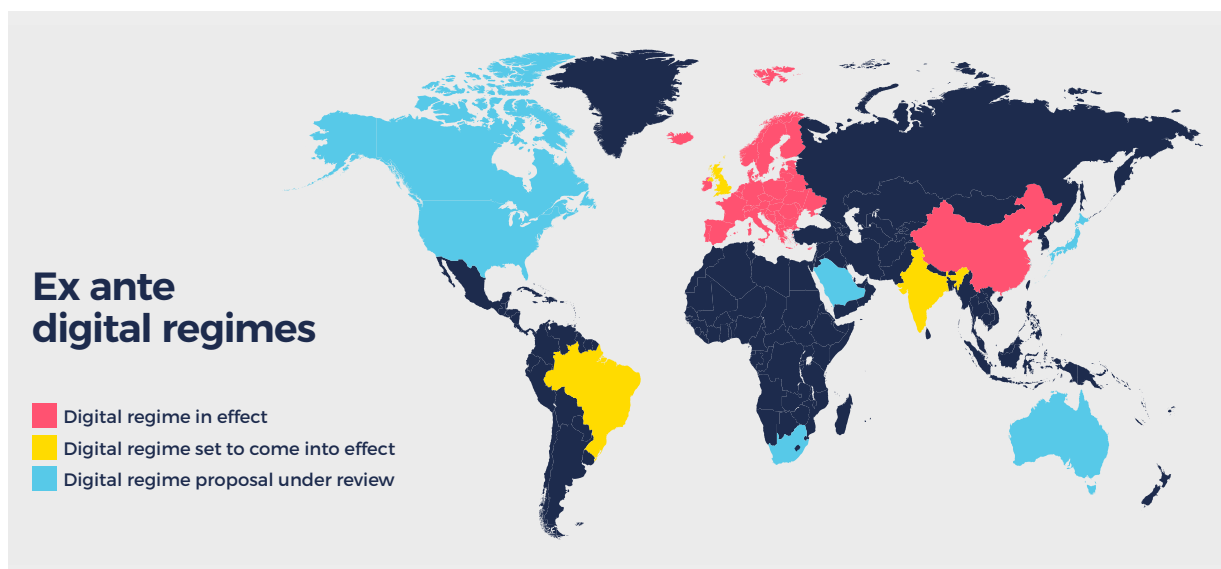 Ex ante
digital regimes
Digital regime in effect
Digital regime set to come into effect
Digital regime proposal under review